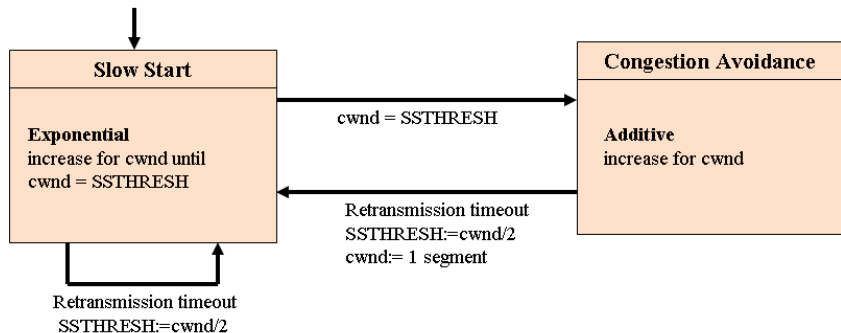 Slow Start
Exponential
increase for cwnd until
cwnd = SSTHRESH
cwnd = SSTHRESH
Congestion Avoidance
Additive
increase for cwnd
Retransmission timeout
SSTHRESH:=cwnd/2
cwnd:= 1 segment
Retransmission timeout
SSTHRESH:=cwnd/2